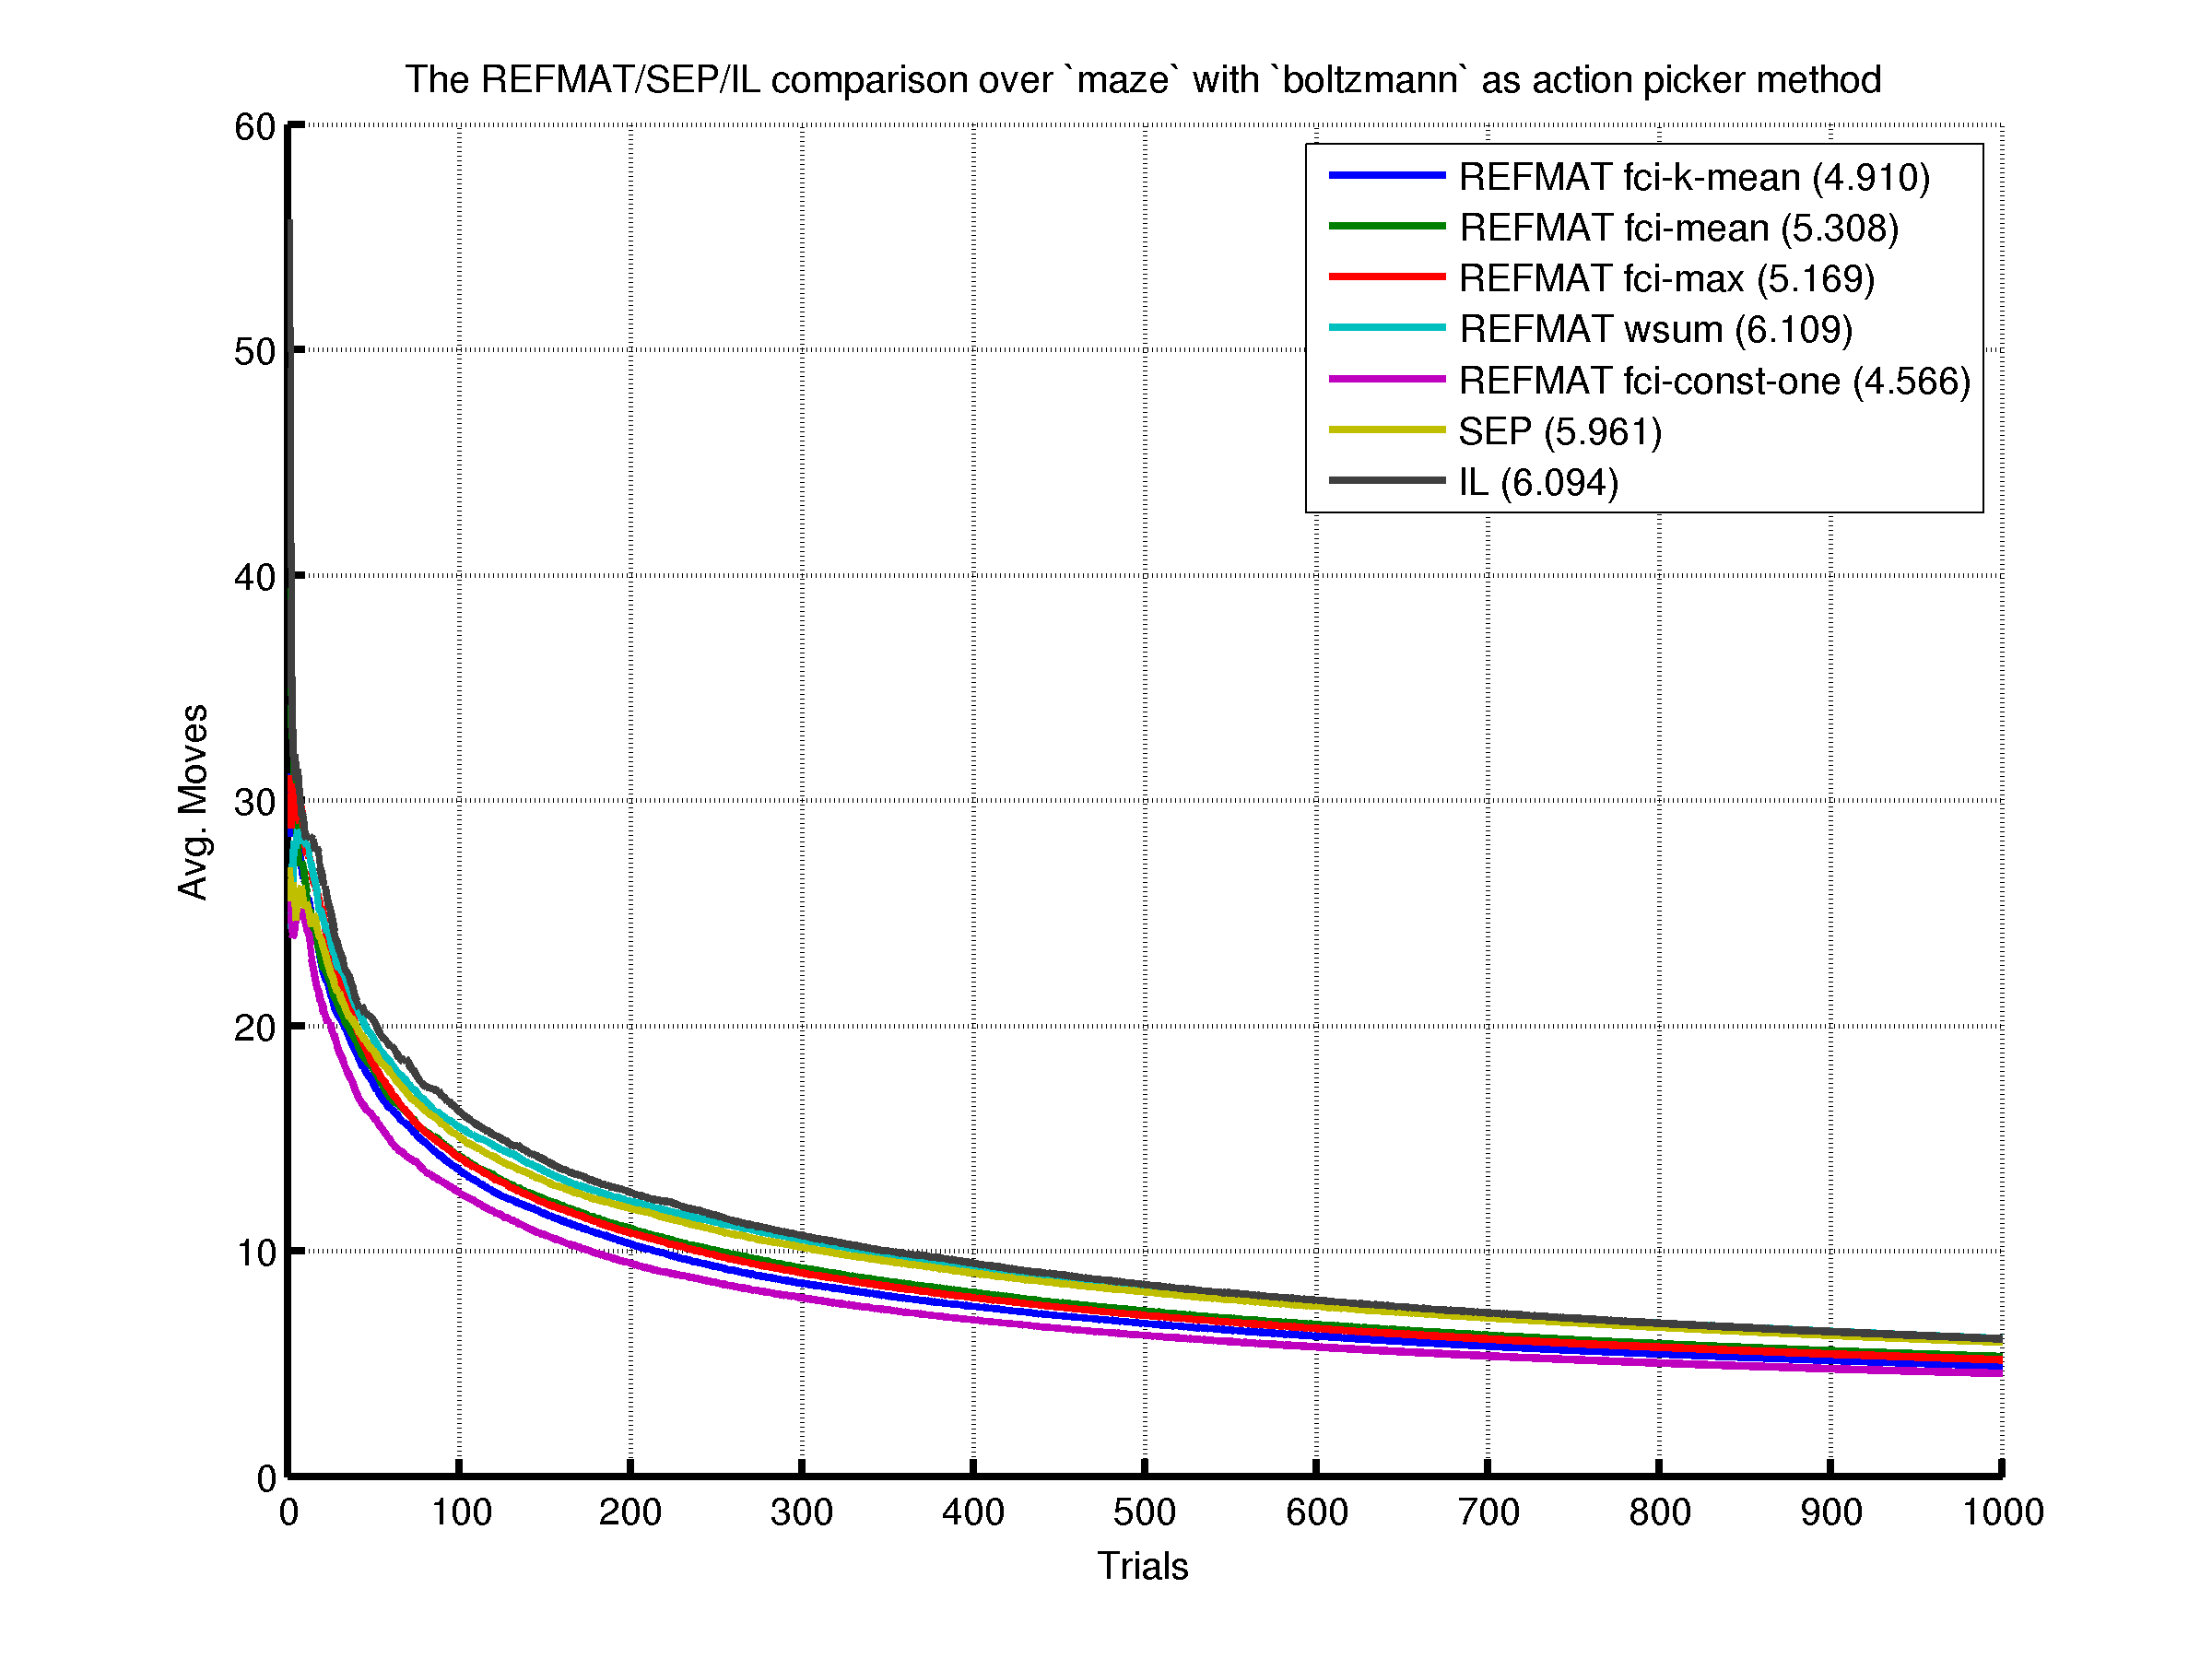 The REFMAT/SEP/IL comparison over `maze` with `boltzmann` as action picker method
60
50
40
30
20
10
0
Avg. Moves
REFMAT fci-k-mean (4.910)
REFMAT fci-mean (5.308)
REFMAT fci-max (5.169)
REFMAT wsum (6.109)
REFMAT fci-const-one (4.566)
SEP (5.961)
IL (6.094)
0 100 200 300 400 500 600 700 800 900 1000
Trials